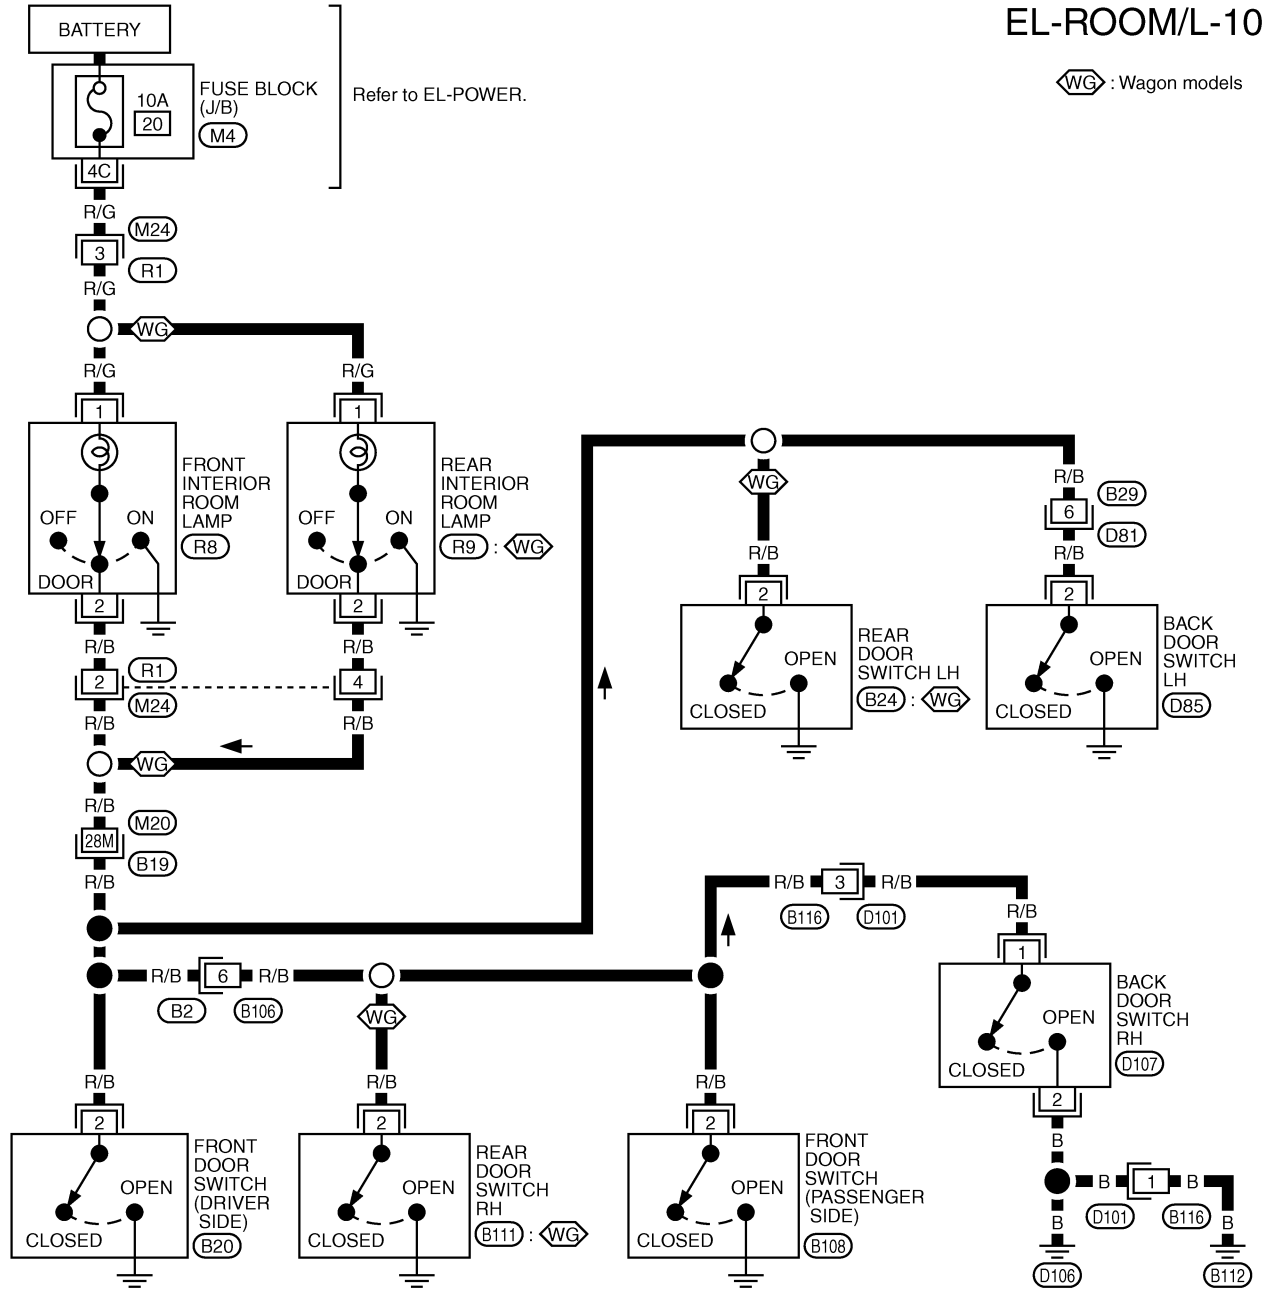 EL-ROOM/L-10
WG : Wagon models
BATTERY
10A
20
FUSE BLOCK
(J/B)
M4
Refer to EL-POWER.
4C
R/G
M24
3
R1
R/G
WG
R/G
R/G
1
1
FRONT
INTERIOR
ROOM
LAMP
R8
OFF
ON
DOOR
2
REAR
INTERIOR
ROOM
LAMP
R9 : WG
OFF
ON
DOOR
2
R/B
R/B
R1
2
4
M24
R/B
R/B
WG
R/B
M20
28M
B19
R/B
WG
R/B
2
REAR
DOOR
SWITCH LH
B24 : WG
OPEN
CLOSED
R/B
B29
6
D81
R/B
2
BACK
DOOR
SWITCH
LH
D85
OPEN
CLOSED
R/B
3
R/B
B116
D101
R/B
1
BACK
DOOR
SWITCH
RH
D107
OPEN
CLOSED
2
B
B
1
B
D101
B116
B
B
D106
B112
R/B
6
R/B
B2
B106
WG
R/B
R/B
R/B
2
2
2
FRONT
DOOR
SWITCH
(DRIVER
SIDE)
B20
OPEN
CLOSED
REAR
DOOR
SWITCH
RH
B111 : WG
OPEN
CLOSED
FRONT
DOOR
SWITCH
(PASSENGER
SIDE)
B108
OPEN
CLOSED